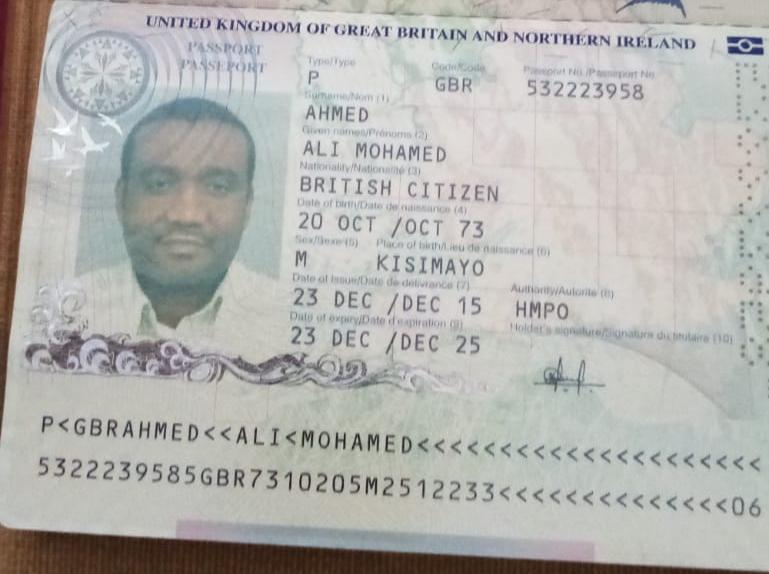 UNITED KINGDOM OF GREAT BRITAIN AND NORTHERN IRELAND
PASSPORT
PASSEPORT
Type/Type
Code/Code
Passport No./Passeport No.
P
GBR
532223958
Surname/Nom (1)
AHMED
Given names/Prénoms (2)
ALI MOHAMED
Nationality/Nationalité (3)
BRITISH CITIZEN
Date of birth/Date de naissance (4)
20 OCT /OCT 73
Sex/Sexe (5) Place of birth/Lieu de naissance (6)
M KISIMAYO
Date of issue/Date de délivrance (7)
Authority/Autorité (8)
23 DEC /DEC 15
HMPO
Date of expiry/Date d'expiration (9)
Holder's signature/Signature du titulaire (10)
23 DEC /DEC 25
P<GBRAHMED<<ALI<MOHAMED<<<<<<<<<<<<<<<<<<<<<
5322239585GBR7310205M2512233<<<<<<<<<<<<<<06